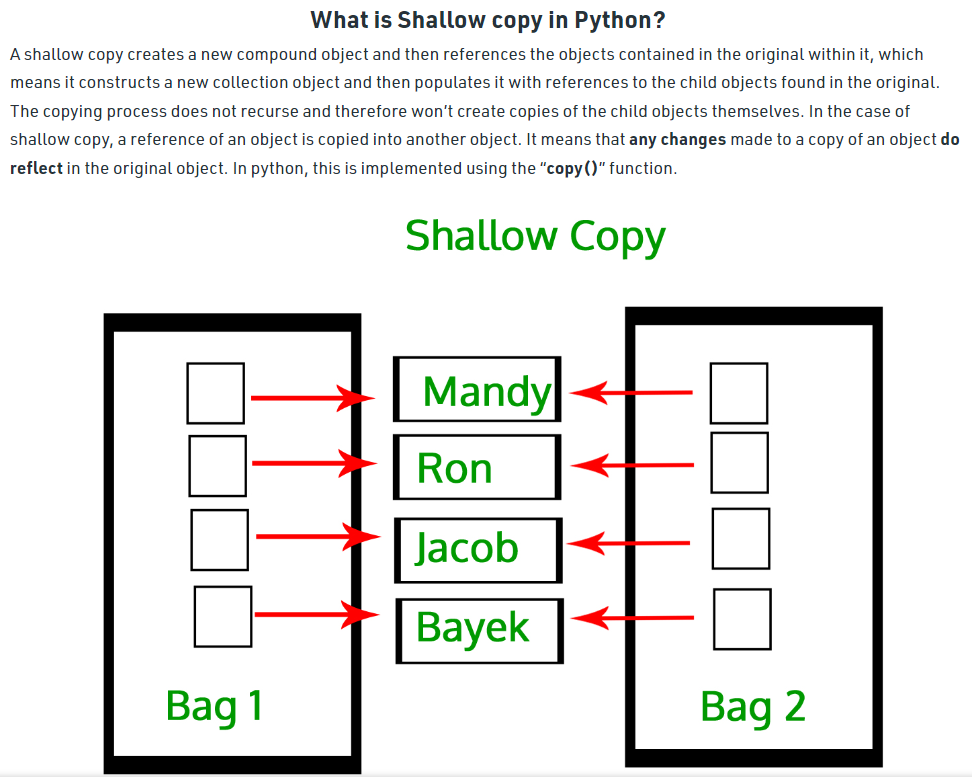 What is Shallow copy in Python?
A shallow copy creates a new compound object and then references the objects contained in the original within it, which
means it constructs a new collection object and then populates it with references to the child objects found in the original.
The copying process does not recurse and therefore won’t create copies of the child objects themselves. In the case of
shallow copy, a reference of an object is copied into another object. It means that any changes made to a copy of an object do
reflect in the original object. In python, this is implemented using the “copy()” function.
Shallow Copy
Mandy
Ron
Jacob
Bayek
Bag 1
Bag 2